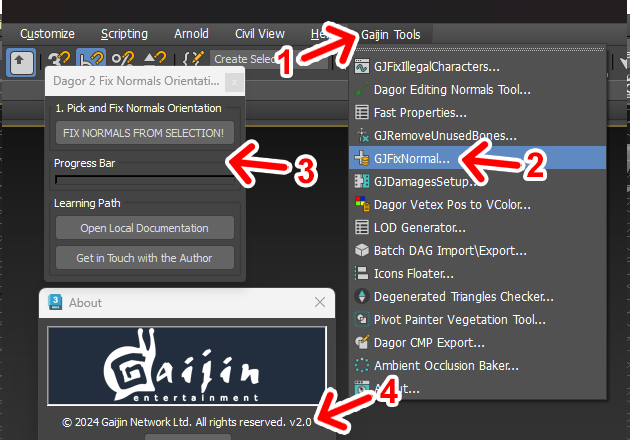 Customize Scripting Arnold Civil View Gaijin Tools
1
Create Selec
Dagor 2 Fix Normals Orientati... x
1. Pick and Fix Normals Orientation
FIX NORMALS FROM SELECTION!
Progress Bar
3
Learning Path
Open Local Documentation
Get in Touch with the Author
GJFixIllegalCharacters...
Dagor Editing Normals Tool...
Fast Properties...
GJRemoveUnusedBones...
GJFixNormal...
2
GJDamagesSetup...
Dagor Vetex Pos to VColor...
LOD Generator...
Batch DAG Import\Export...
Icons Floater...
Degenerated Triangles Checker...
Pivot Painter Vegetation Tool...
Dagor CMP Export...
Ambient Occlusion Baker...
3 About
Gaijin
entertainment
4
© 2024 Gaijin Network Ltd. All rights reserved. v2.0